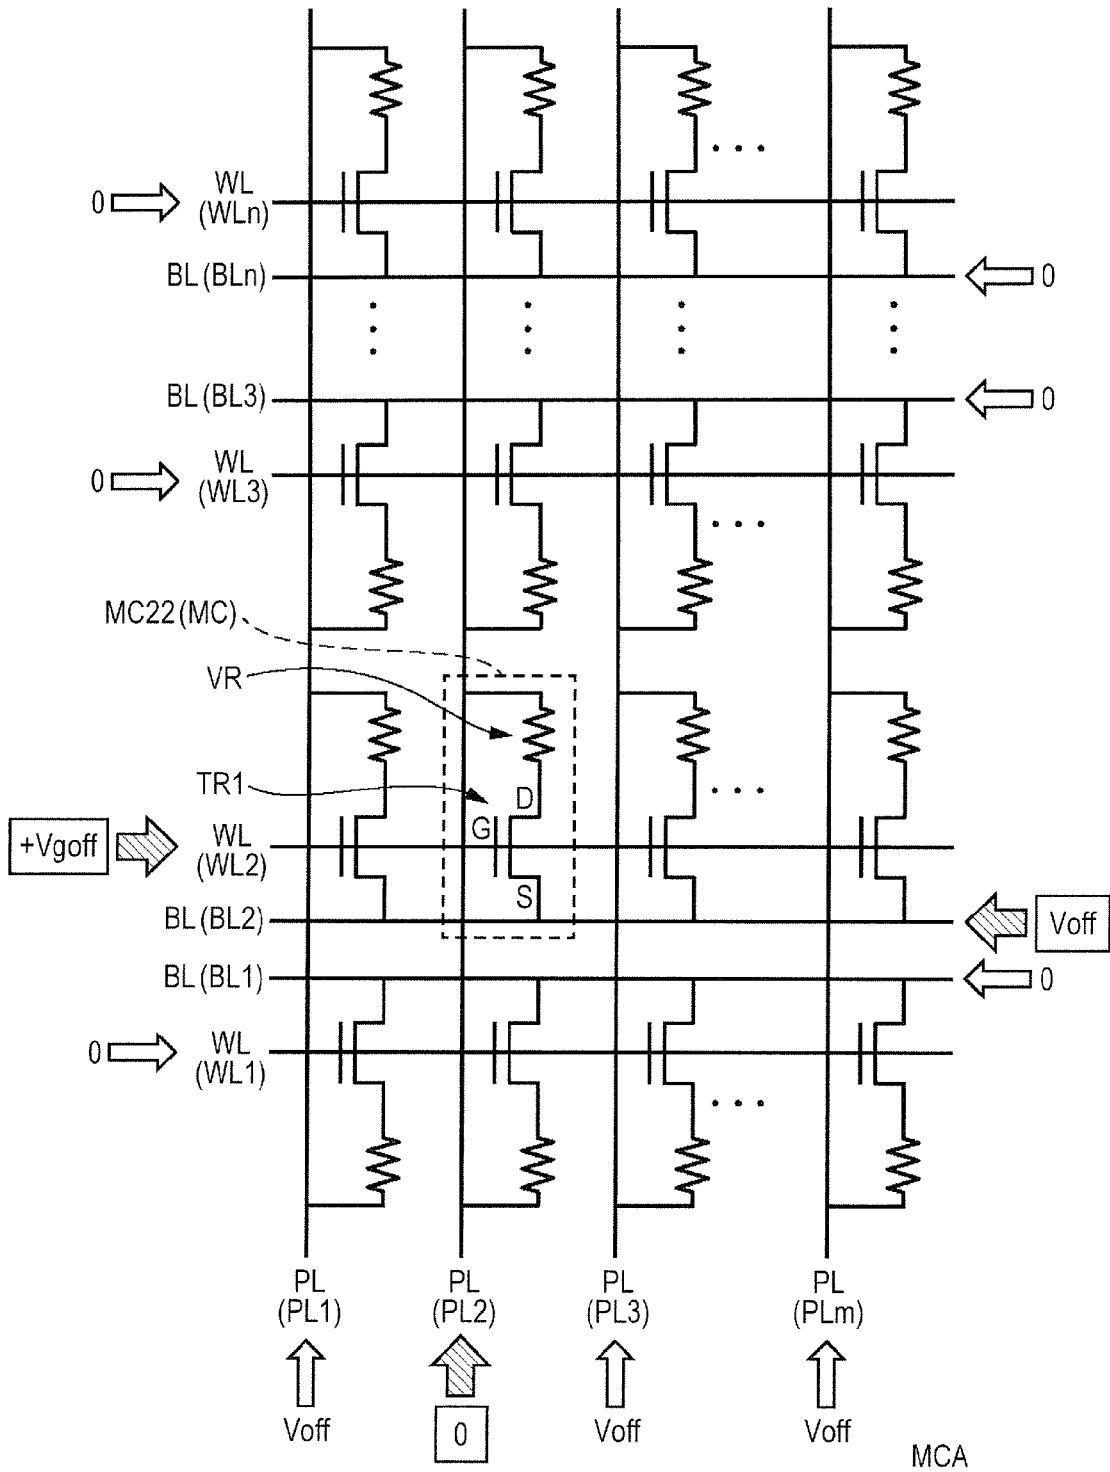 0
WL
(WLn)
BL(BLn)
0
BL(BL3)
0
0
WL
(WL3)
MC22(MC)
VR
TR1
D
G
+Vgoff
WL
(WL2)
S
BL(BL2)
Voff
BL(BL1)
0
0
WL
(WL1)
PL
(PL1)
PL
(PL2)
PL
(PL3)
PL
(PLm)
Voff
0
Voff
Voff
MCA